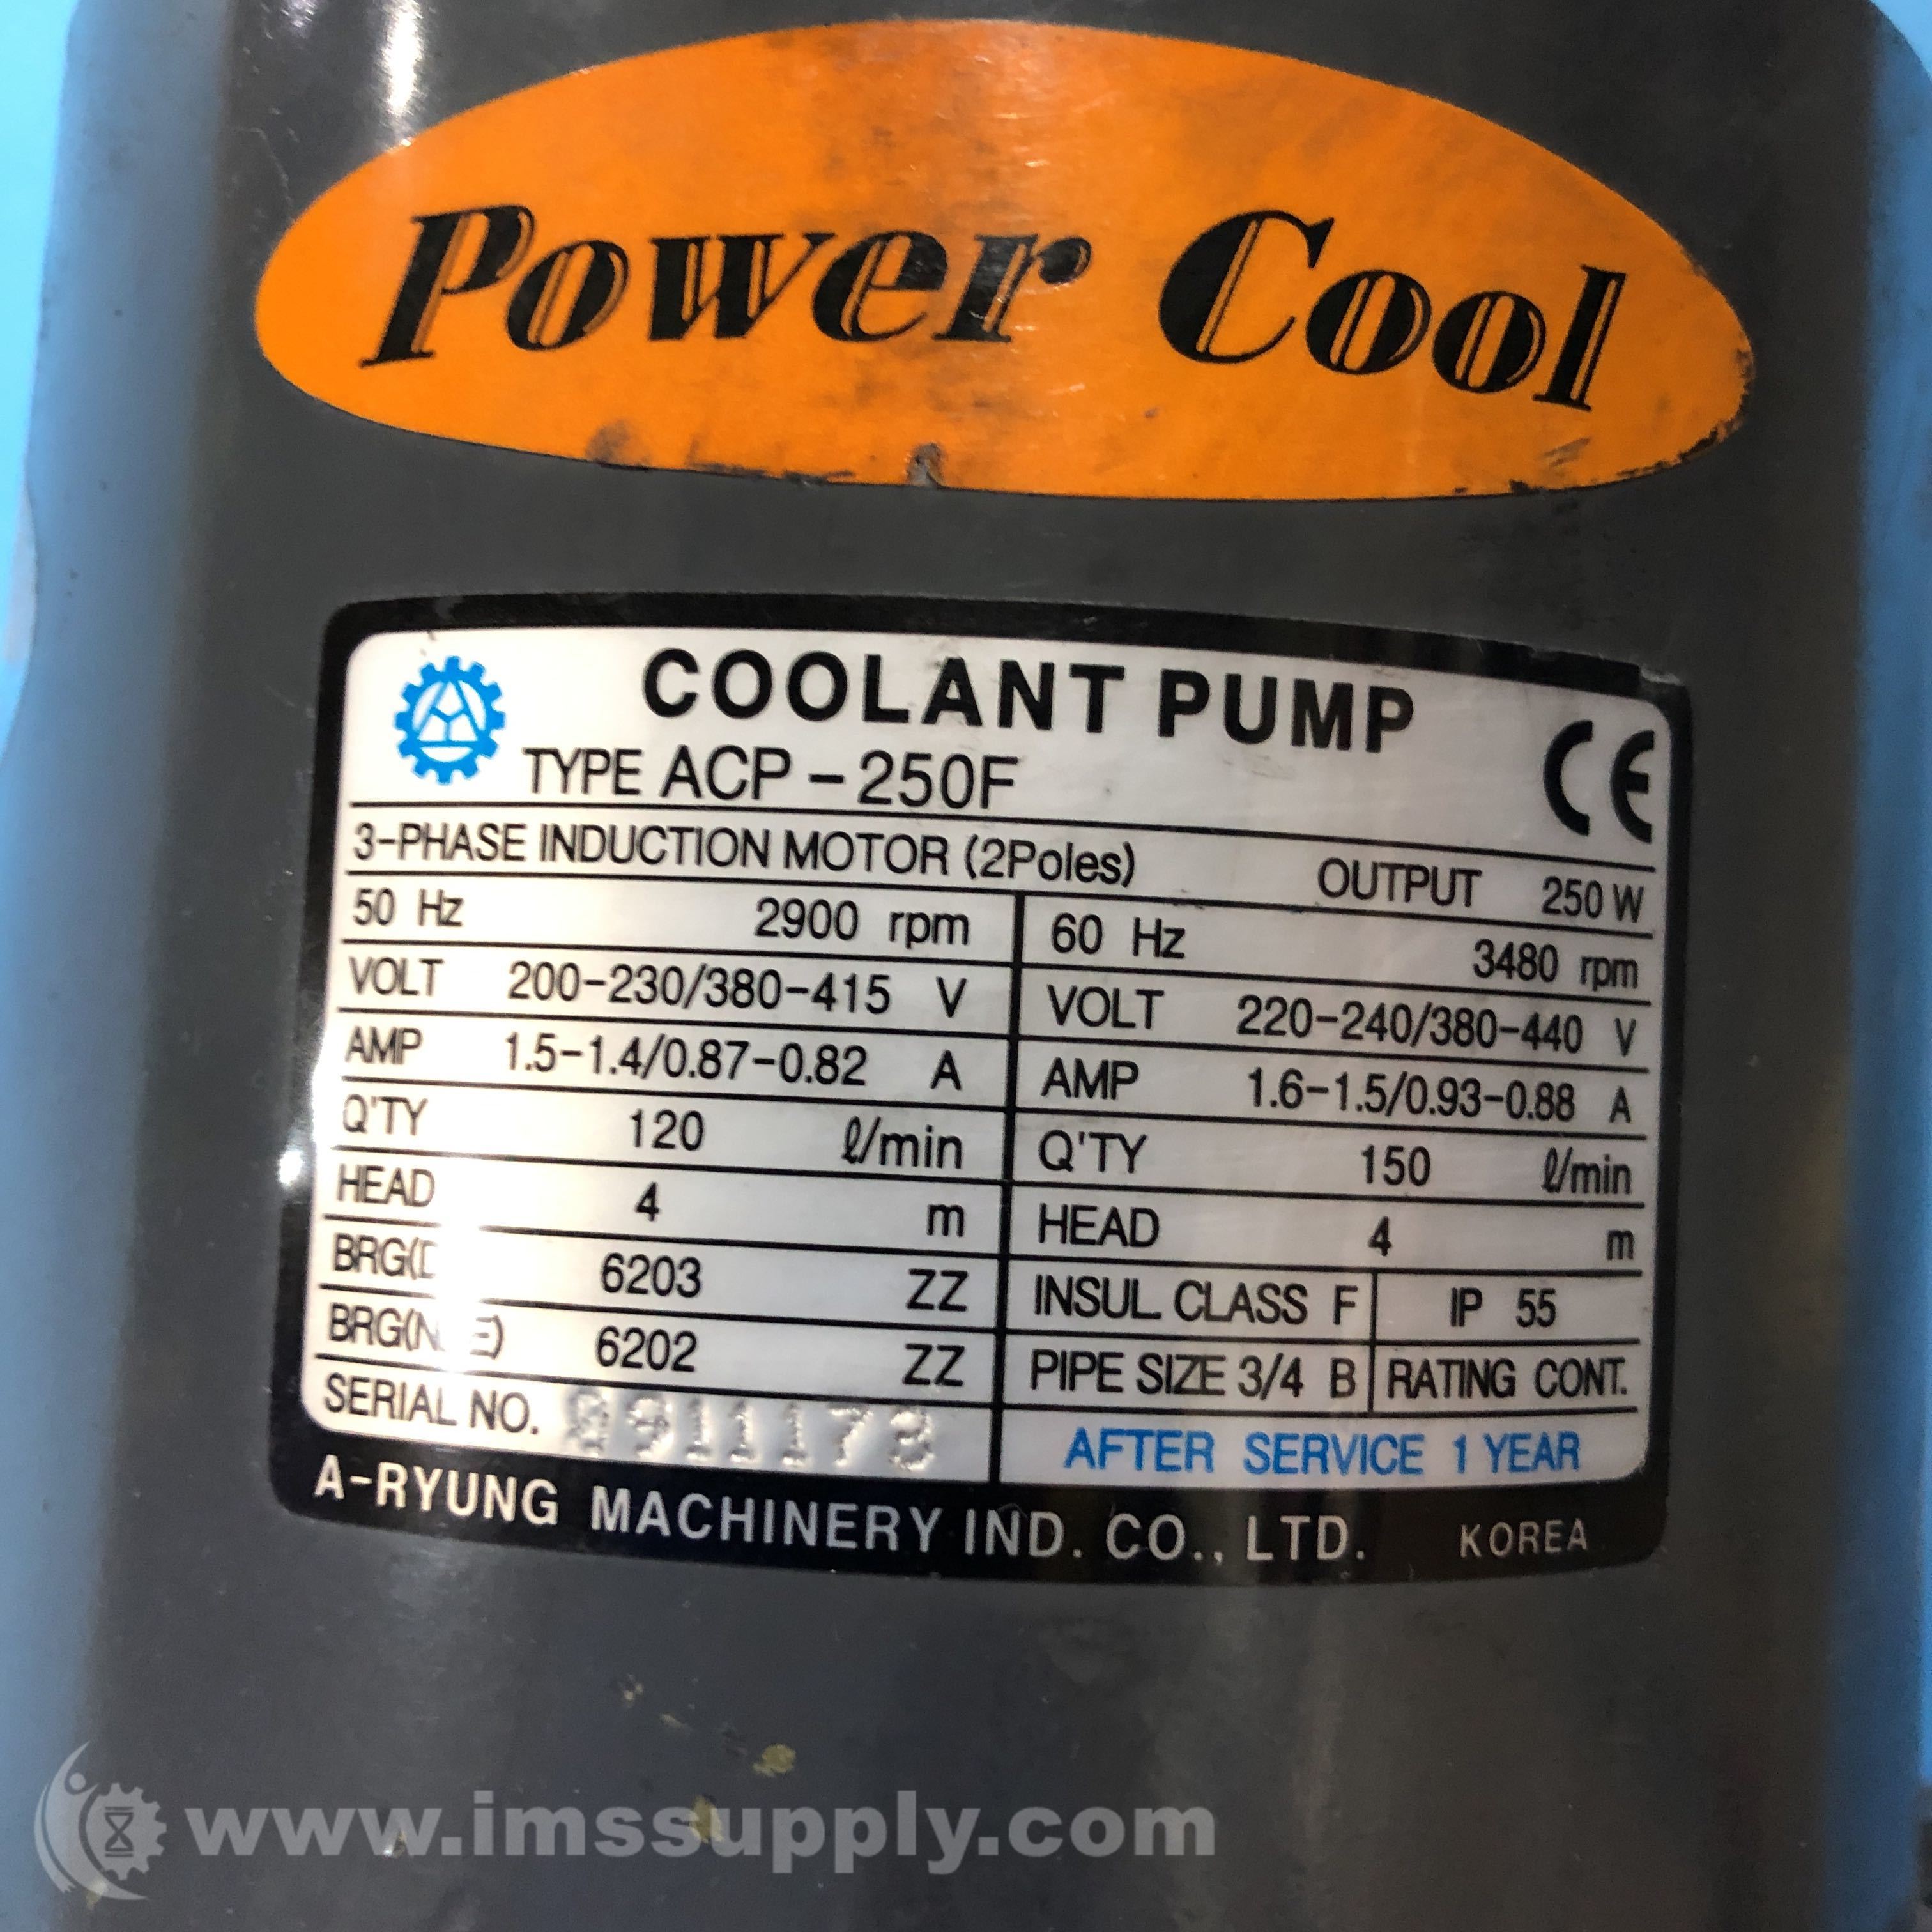 Power Cool
COOLANT PUMP
TYPE ACP-250F
CE
3-PHASE INDUCTION MOTOR (2Poles) OUTPUT 250 W
50 Hz 2900 rpm 60 Hz 3480 rpm
VOLT 200-230/380-415 V VOLT 220-240/380-440 V
AMP 1.5-1.4/0.87-0.82 A AMP 1.6-1.5/0.93-0.88 A
Q'TY 120 ℓ/min Q'TY 150 ℓ/min
HEAD 4 m HEAD 4 m
6203 ZZ INSUL CLASS F IP 55
6202 ZZ PIPE SIZE 3/4 B RATING CONT.
SERIAL NO. AFTER SERVICE 1 YEAR
A-RYUNG MACHINERY IND. CO., LTD. KOREA
www.imssupply.com